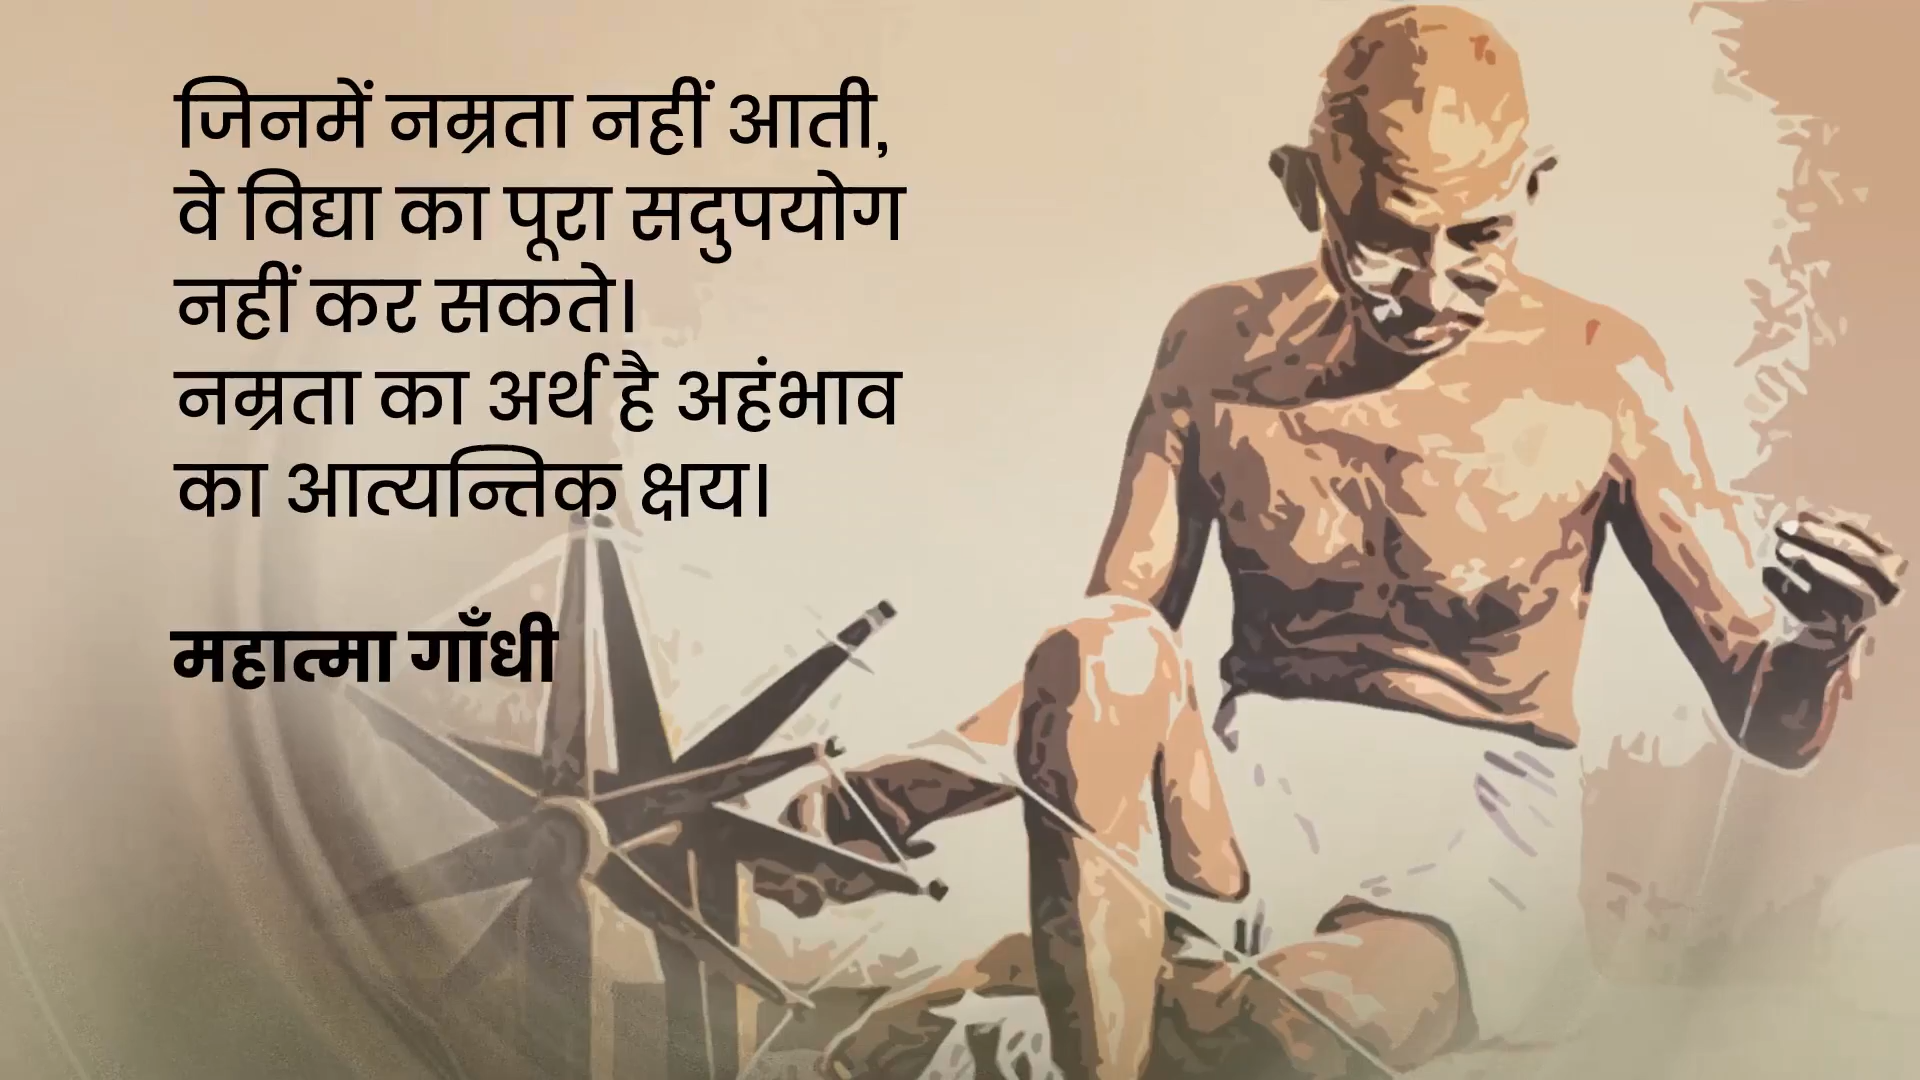 जिनमें नम्रता नहीं आती,
वे विद्या का पूरा सदुपयोग
नहीं कर सकते।
नम्रता का अर्थ है अहंभाव
का आत्यन्तिक क्षय।
महात्मा गाँधी